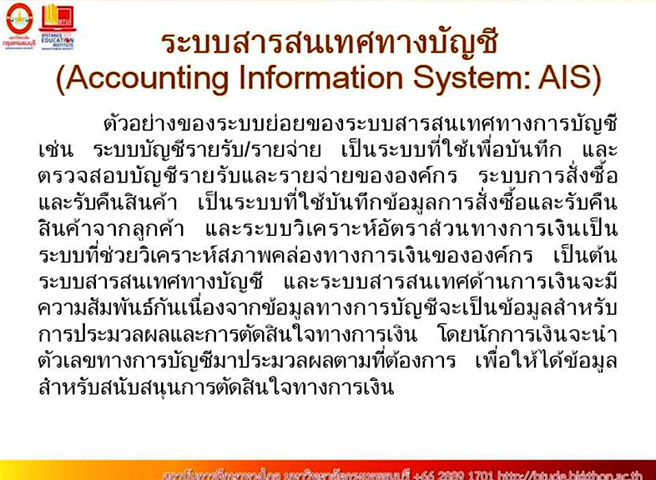 ระบบสารสนเทศทางบัญชี
(Accounting Information System: AIS)
ตัวอย่างของระบบย่อยของระบบสารสนเทศทางการบัญชี
เช่น ระบบบัญชีรายรับ/รายจ่าย เป็นระบบที่ใช้เพื่อบันทึก และ
ตรวจสอบบัญชีรายรับและรายจ่ายขององค์กร ระบบการสั่งซื้อ
และรับคืนสินค้า เป็นระบบที่ใช้บันทึกข้อมูลการสั่งซื้อและรับคืน
สินค้าจากลูกค้า และระบบวิเคราะห์อัตราส่วนทางการเงินเป็น
ระบบที่ช่วยวิเคราะห์สภาพคล่องทางการเงินขององค์กร เป็นต้น
ระบบสารสนเทศทางบัญชี และระบบสารสนเทศด้านการเงินจะมี
ความสัมพันธ์กันเนื่องจากข้อมูลทางการบัญชีจะเป็นข้อมูลสำหรับ
การประมวลผลและการตัดสินใจทางการเงิน โดยนักการเงินจะนำ
ตัวเลขทางการบัญชีมาประมวลผลตามที่ต้องการ เพื่อให้ได้ข้อมูล
สำหรับสนับสนุนการตัดสินใจทางการเงิน
DISTANCE
EDUCATION
INSTITUTE